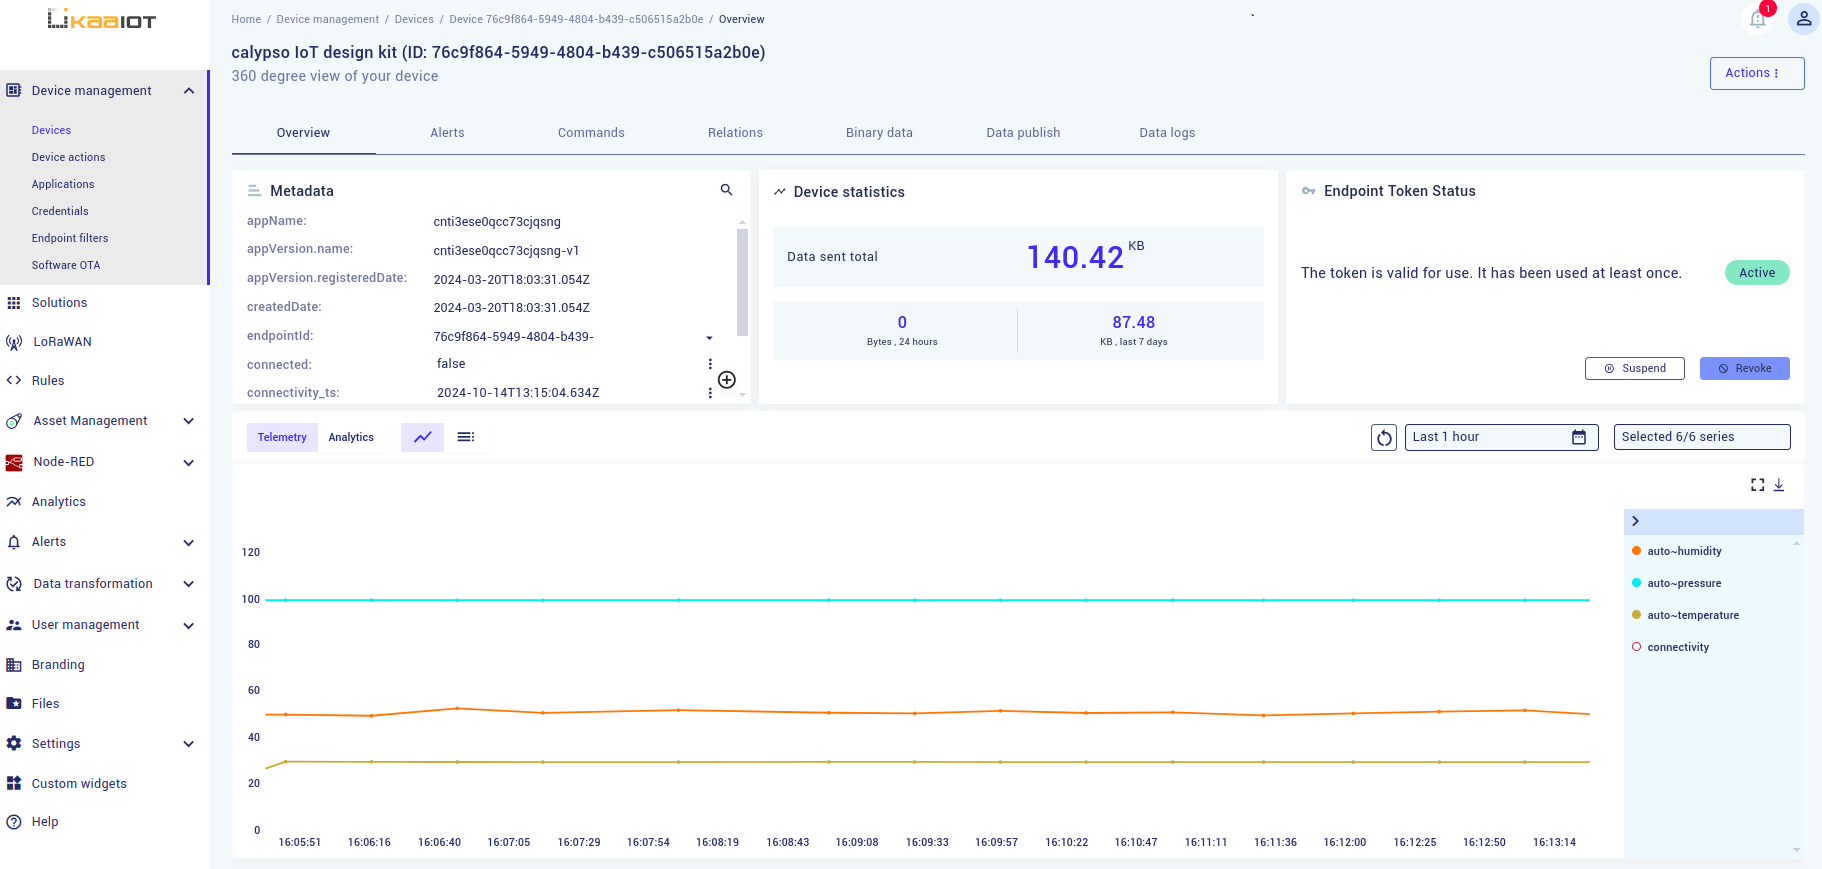 kaaIoT
Home / Device management / Devices / Device 76c9f864-5949-4804-b439-c506515a2b0e / Overview
1
calypso IoT design kit (ID: 76c9f864-5949-4804-b439-c506515a2b0e)
360 degree view of your device
Actions
Device management
Devices
Device actions
Applications
Credentials
Endpoint filters
Software OTA
Solutions
LoRaWAN
Rules
Asset Management
Node-RED
Analytics
Alerts
Data transformation
User management
Branding
Files
Settings
Custom widgets
Help
Overview Alerts Commands Relations Binary data Data publish Data logs
Metadata
appName: cnti3ese0qcc73cjqsng
appVersion.name: cnti3ese0qcc73cjqsng-v1
appVersion.registeredDate: 2024-03-20T18:03:31.054Z
createdDate: 2024-03-20T18:03:31.054Z
endpointId: 76c9f864-5949-4804-b439-
connected: false
connectivity_ts: 2024-10-14T13:15:04.634Z
Device statistics
Data sent total 140.42 KB
0 87.48
Bytes , 24 hours KB , last 7 days
Endpoint Token Status
The token is valid for use. It has been used at least once. Active
Suspend Revoke
Telemetry Analytics
Last 1 hour Selected 6/6 series
120
100
80
60
40
20
0
16:05:51 16:06:16 16:06:40 16:07:05 16:07:29 16:07:54 16:08:19 16:08:43 16:09:08 16:09:33 16:09:57 16:10:22 16:10:47 16:11:11 16:11:36 16:12:00 16:12:25 16:12:50 16:13:14
auto~humidity
auto~pressure
auto~temperature
connectivity